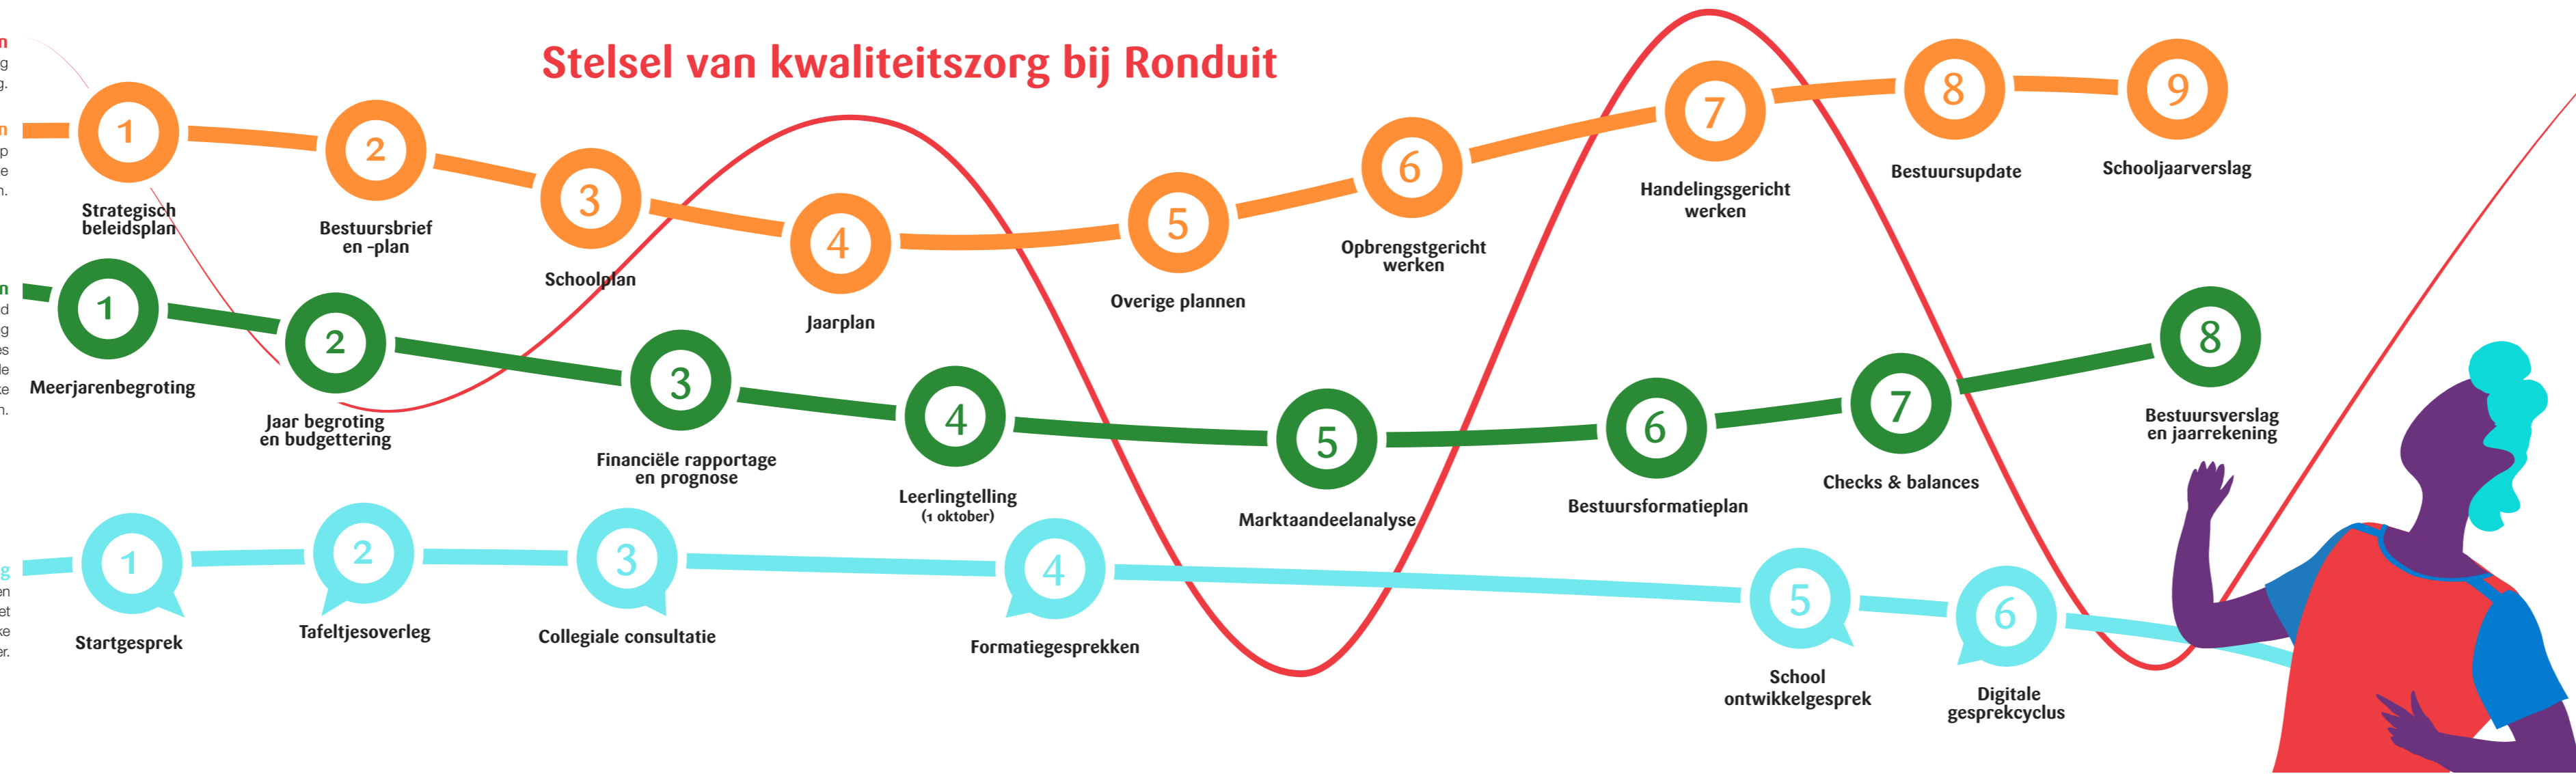 Stelsel van kwaliteitszorg bij Ronduit
1
Strategisch
beleidsplan
2
Bestuursbrief
en -plan
3
Schoolplan
4
Jaarplan
5
Overige plannen
6
Opbrengstgericht
werken
7
Handelingsgericht
werken
8
Bestuursupdate
9
Schooljaarverslag
1
Meerjarenbegroting
2
Jaar begroting
en budgettering
3
Financiële rapportage
en prognose
4
Leerlingtelling
(1 oktober)
5
Marktaandeelanalyse
6
Bestuursformatieplan
7
Checks & balances
8
Bestuursverslag
en jaarrekening
1
Startgesprek
2
Tafeltjesoverleg
3
Collegiale consultatie
4
Formatiegesprekken
5
School
ontwikkelgesprek
6
Digitale
gesprekcyclus